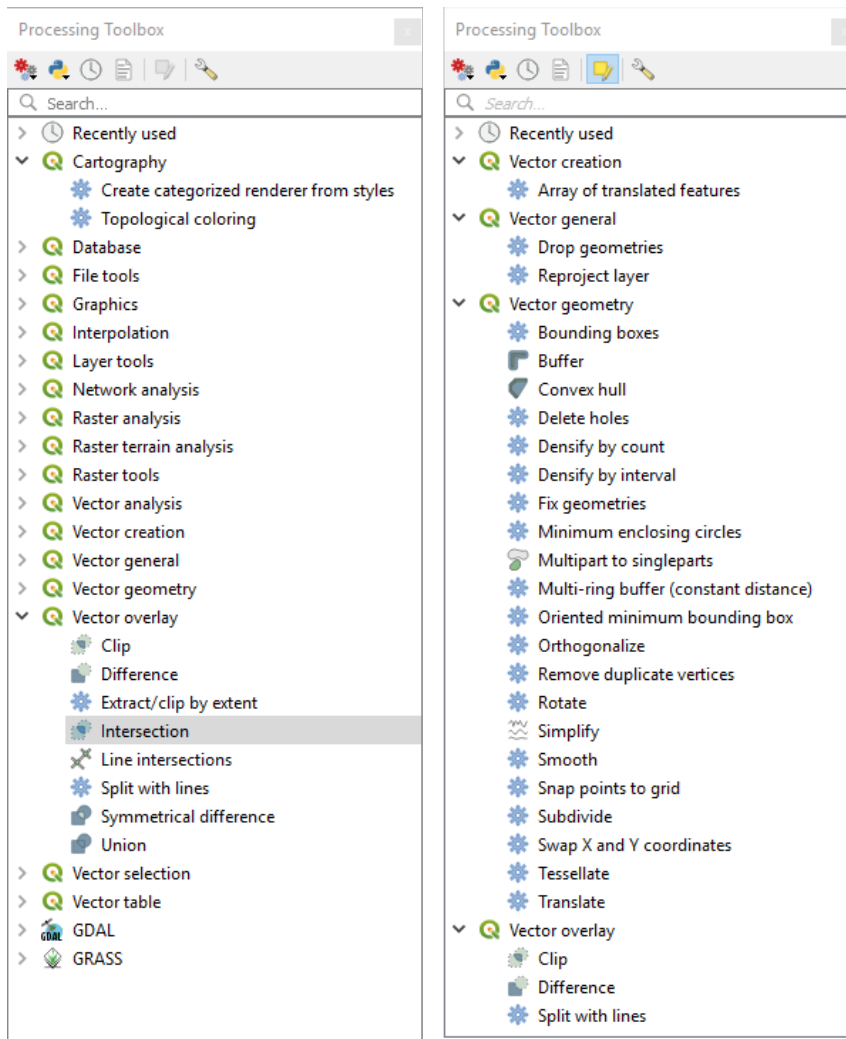 Processing Toolbox
Search...
Recently used
Cartography
Create categorized renderer from styles
Topological coloring
Database
File tools
Graphics
Interpolation
Layer tools
Network analysis
Raster analysis
Raster terrain analysis
Raster tools
Vector analysis
Vector creation
Vector general
Vector geometry
Vector overlay
Clip
Difference
Extract/clip by extent
Intersection
Line intersections
Split with lines
Symmetrical difference
Union
Vector selection
Vector table
GDAL
GRASS
Processing Toolbox
Search...
Recently used
Vector creation
Array of translated features
Vector general
Drop geometries
Reproject layer
Vector geometry
Bounding boxes
Buffer
Convex hull
Delete holes
Densify by count
Densify by interval
Fix geometries
Minimum enclosing circles
Multipart to singleparts
Multi-ring buffer (constant distance)
Oriented minimum bounding box
Orthogonalize
Remove duplicate vertices
Rotate
Simplify
Smooth
Snap points to grid
Subdivide
Swap X and Y coordinates
Tessellate
Translate
Vector overlay
Clip
Difference
Split with lines